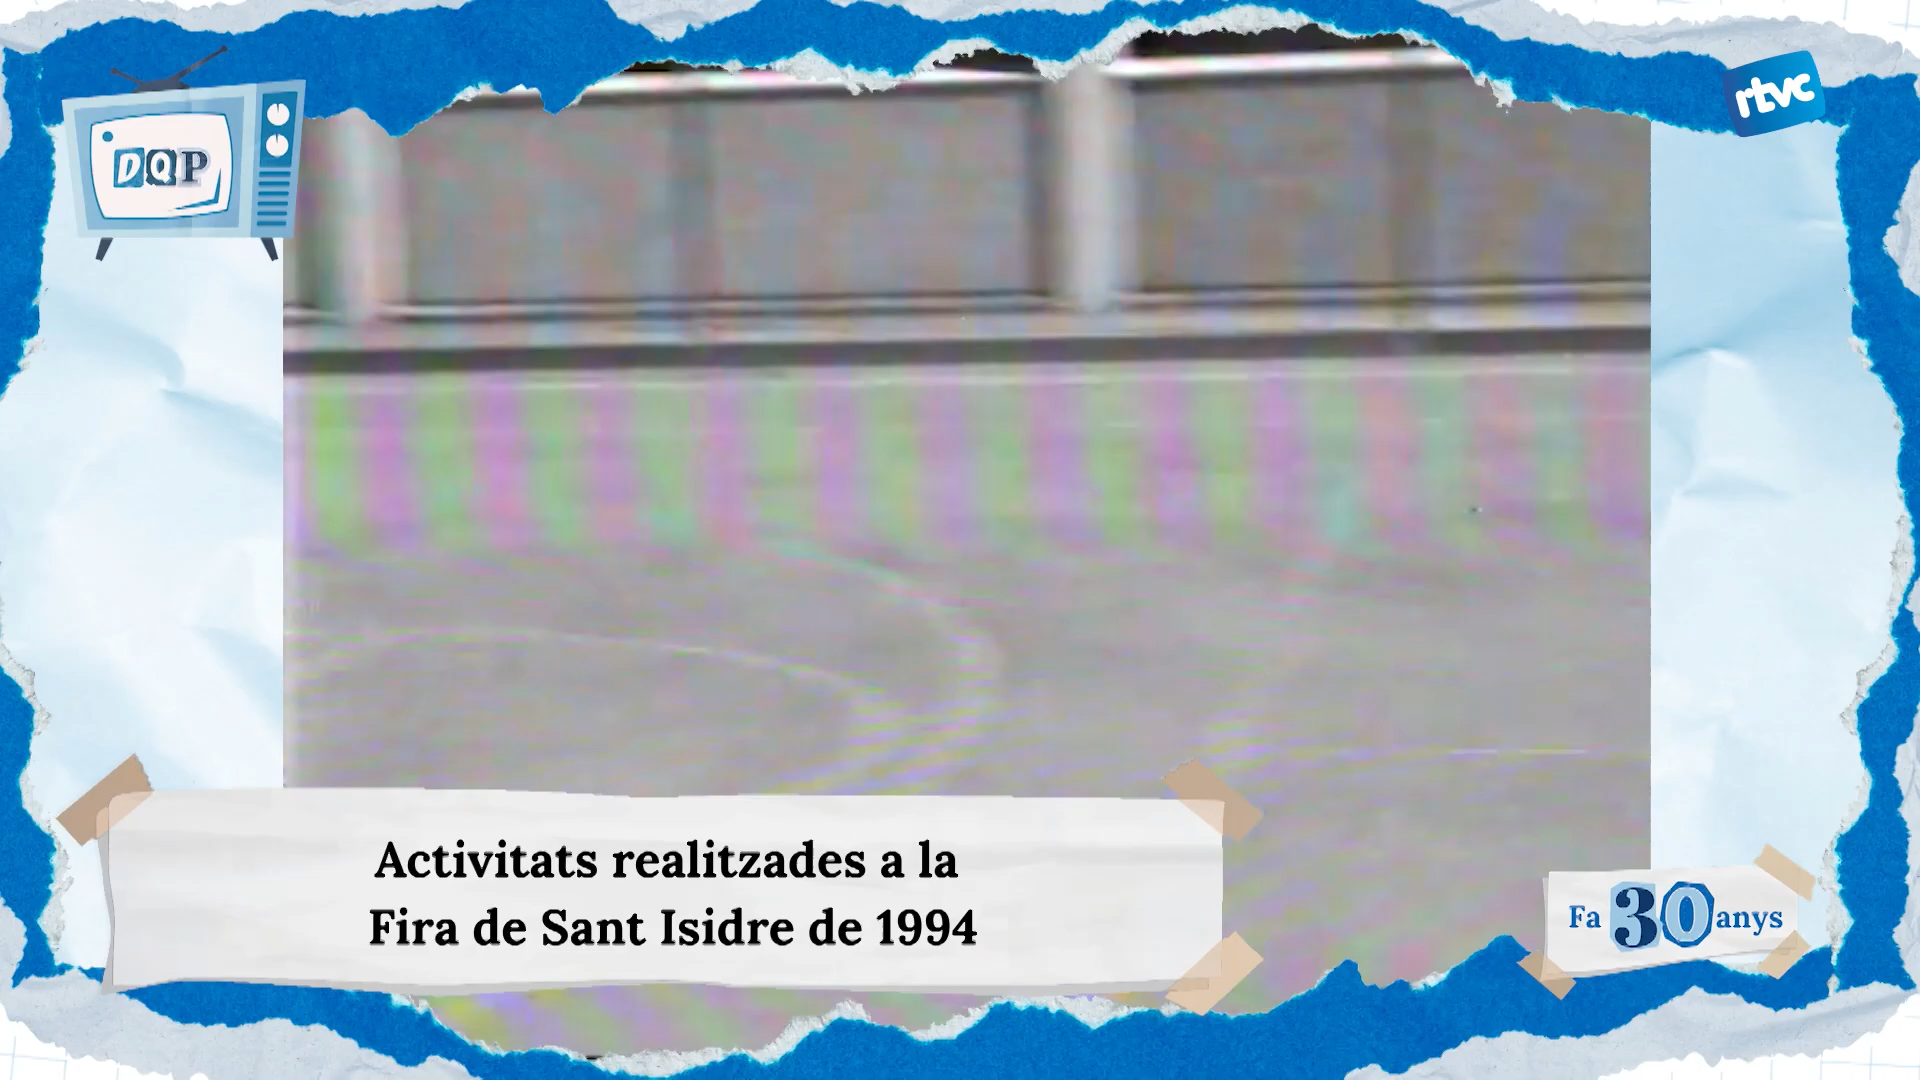 DQP
rtvc
Activitats realitzades a la
Fira de Sant Isidre de 1994
Fa 30 anys